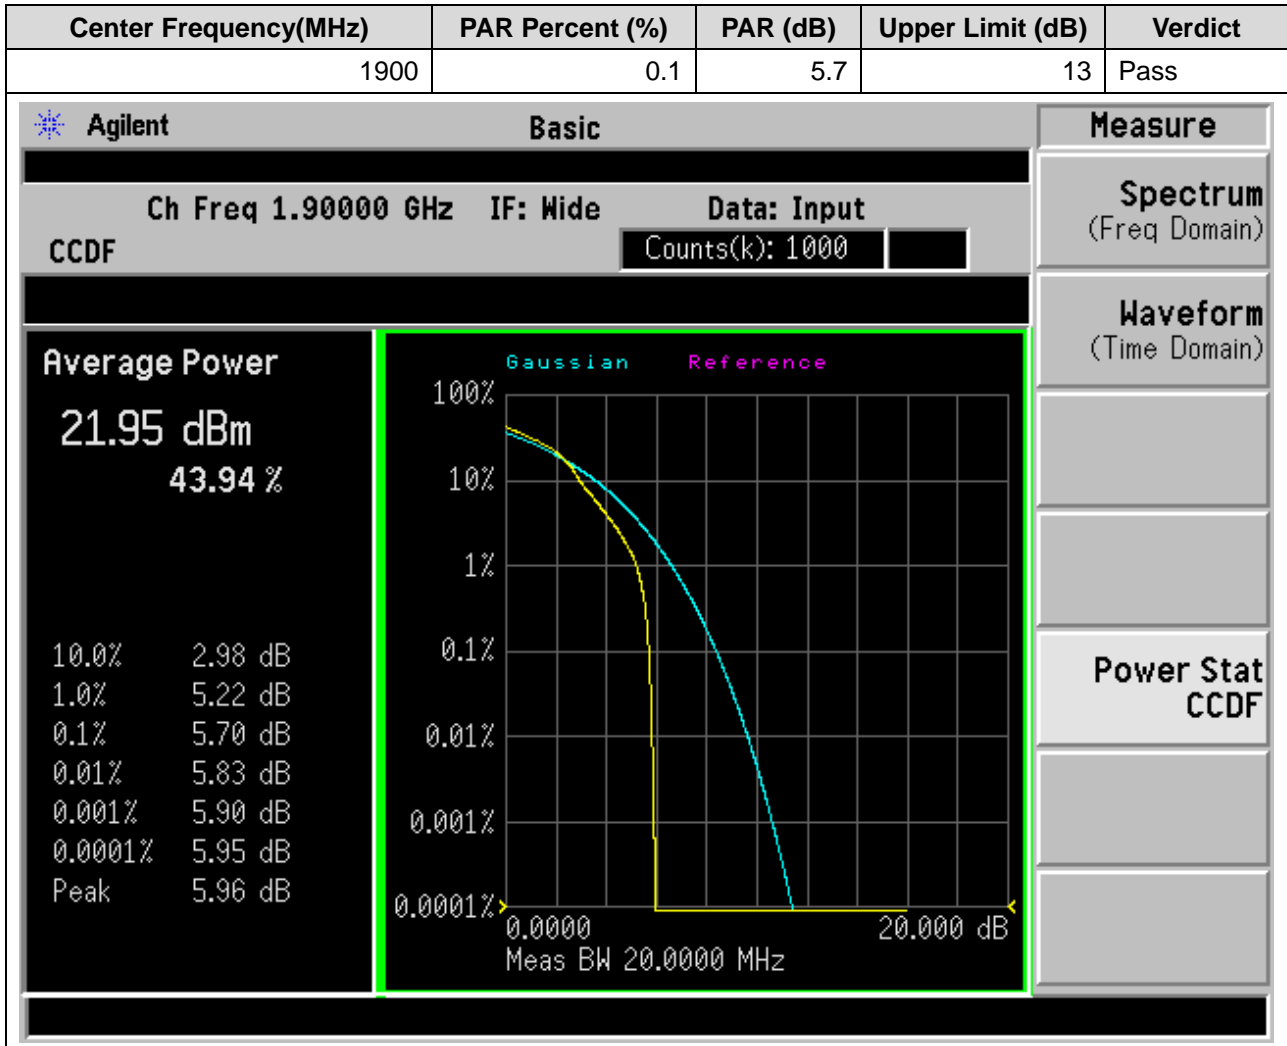 Center Frequency(MHz) PAR Percent (%) PAR (dB) Upper Limit (dB) Verdict
1900 0.1 5.7 13 Pass
Agilent Basic Measure
Ch Freq 1.90000 GHz IF: Wide Data: Input
CCDF Counts(k): 1000
Average Power
21.95 dBm
43.94 %
10.0% 2.98 dB
1.0% 5.22 dB
0.1% 5.70 dB
0.01% 5.83 dB
0.001% 5.90 dB
0.0001% 5.95 dB
Peak 5.96 dB
Gaussian Reference
100%
10%
1%
0.1%
0.01%
0.001%
0.0001%
0.0000 20.000 dB
Meas BW 20.0000 MHz
Spectrum
(Freq Domain)
Waveform
(Time Domain)
Power Stat
CCDF